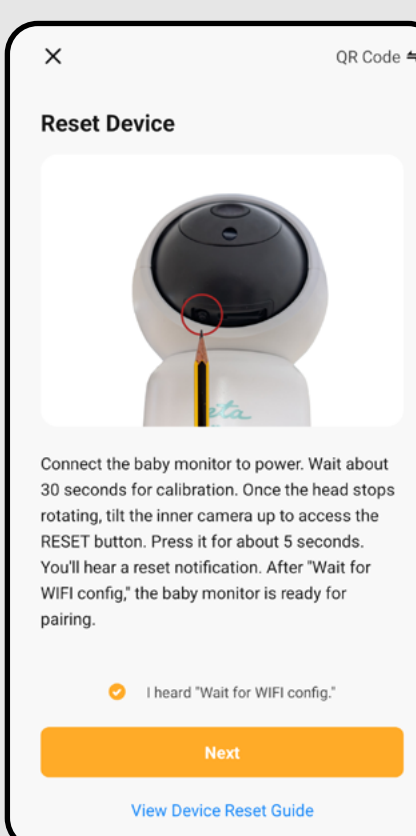 QR Code
Reset Device
ita
Connect the baby monitor to power. Wait about
30 seconds for calibration. Once the head stops
rotating, tilt the inner camera up to access the
RESET button. Press it for about 5 seconds.
You'll hear a reset notification. After "Wait for
WIFI config," the baby monitor is ready for
pairing.
I heard "Wait for WIFI config."
Next
View Device Reset Guide